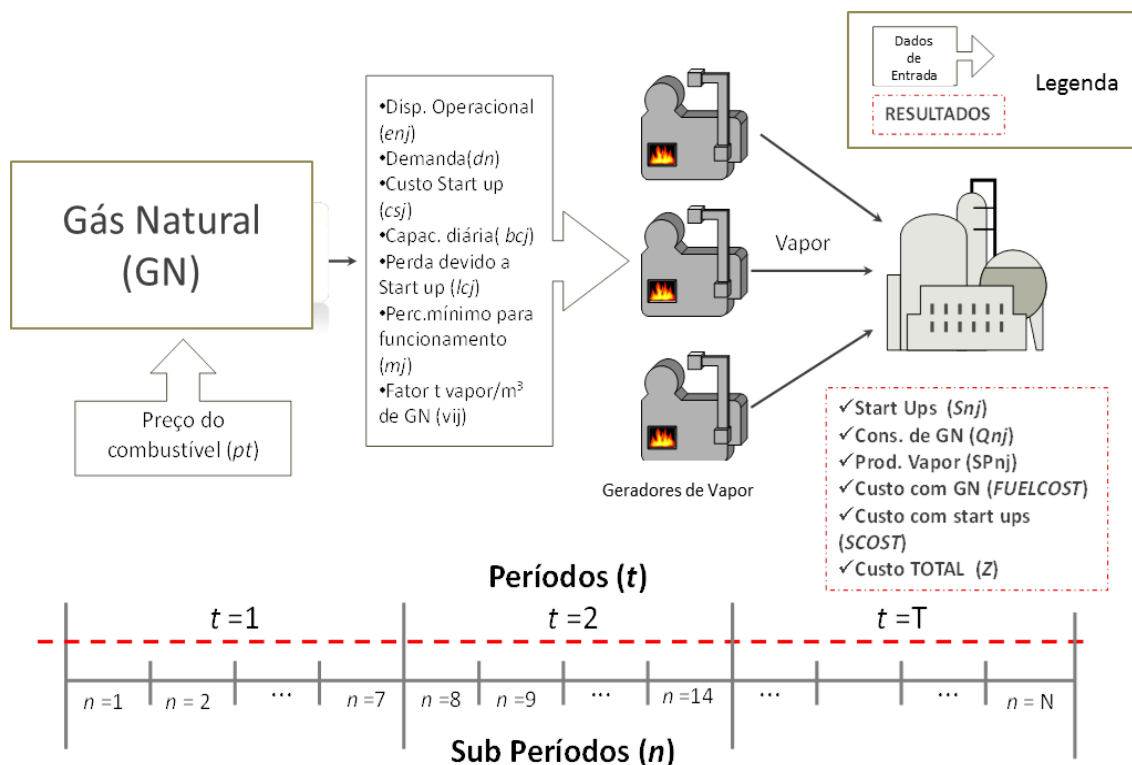 Gás Natural
(GN)
Preço do
combustível (pt)
◆Disp. Operacional
(enj)
◆Demanda(dn)
◆Custo Start up
(csj)
◆Capac. diária( bcj)
◆Perda devido a
Start up (lcj)
◆Perc.mínimo para
funcionamento
(mj)
◆Fator t vapor/m³
de GN (vij)
Geradores de Vapor
Vapor
Dados
de
Entrada
Legenda
RESULTADOS
✓Start Ups (Snj)
✓Cons. de GN (Qnj)
✓Prod. Vapor (SPnj)
✓Custo com GN (FUELCOST)
✓Custo com start ups
(SCOST)
✓Custo TOTAL (Z)
Períodos (t)
t =1 t =2 t =T
n =1 n = 2 ... n =7 n =8 n =9 ... n =14 ... ... n = N
Sub Períodos (n)